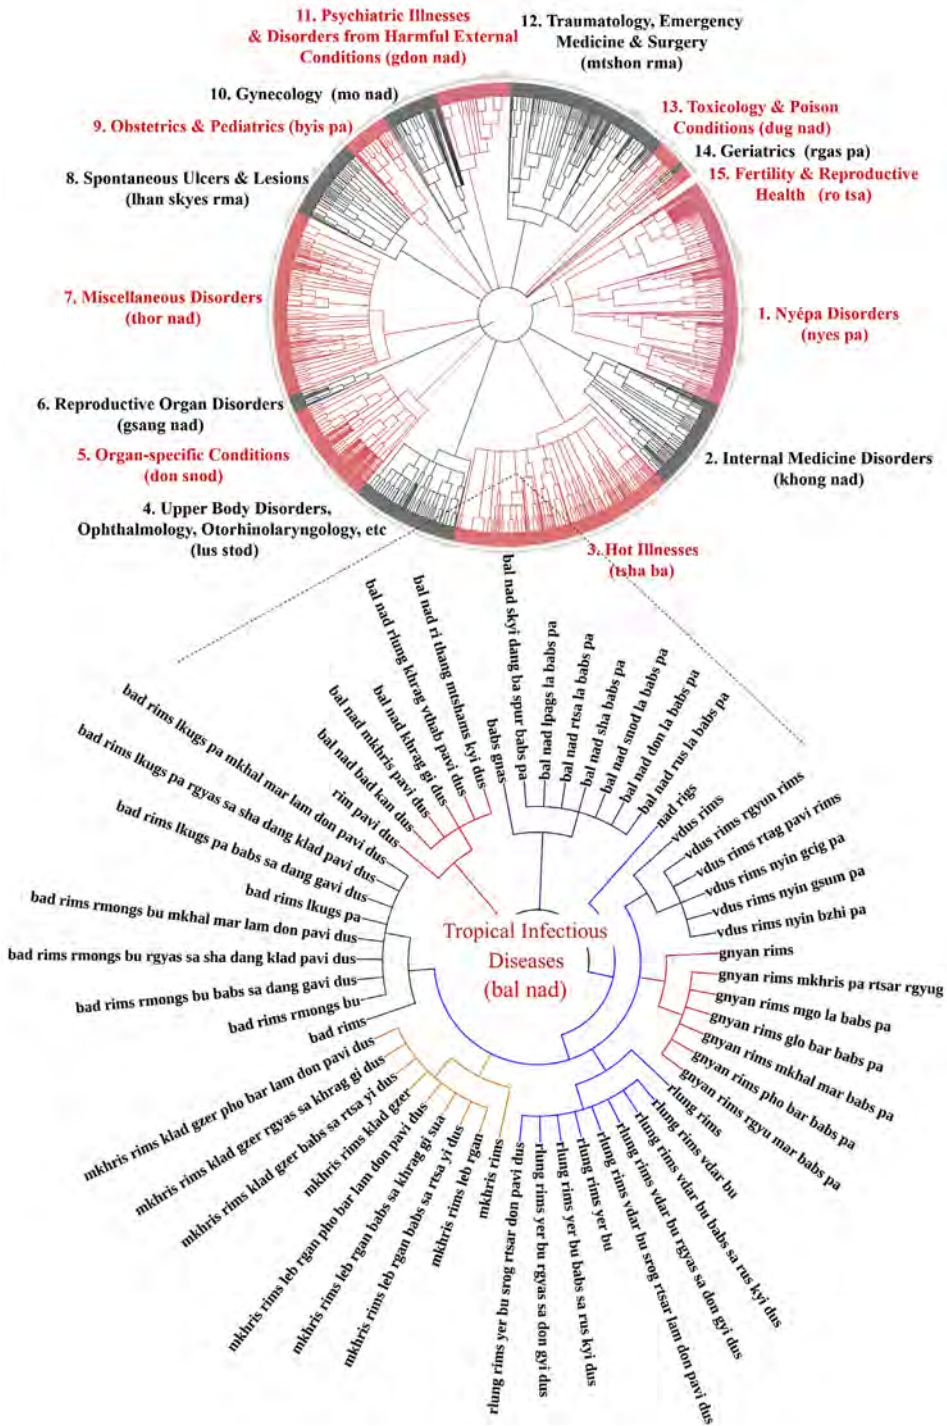 11. Psychiatric Illnesses
& Disorders from Harmful External
Conditions (gdon nad)
12. Traumatology, Emergency
Medicine & Surgery
(mtshon rma)
10. Gynecology (mo nad)
13. Toxicology & Poison
Conditions (dug nad)
9. Obstetrics & Pediatrics (byis pa)
14. Geriatrics (rgas pa)
8. Spontaneous Ulcers & Lesions
(lhan skyes rma)
15. Fertility & Reproductive
Health (ro tsa)
7. Miscellaneous Disorders
(thor nad)
1. Nyépa Disorders
(nyes pa)
6. Reproductive Organ Disorders
(gsang nad)
5. Organ-specific Conditions
(don snod)
2. Internal Medicine Disorders
(khong nad)
4. Upper Body Disorders,
Ophthalmology, Otorhinolaryngology, etc
(lus stod)
3. Hot Illnesses
(tsha ba)
Tropical Infectious
Diseases
(bal nad)
rim pavi dus
bal nad bad kan dus
bal nad mkhris pavi dus
bal nad khrag gi dus
bal nad rlung khrag vthab pavi dus
bal nad ri thang mtshams kyi dus
babs gnas
bal nad skyi dang ba spur babs pa
bal nad lpags la babs pa
bal nad rtsa la babs pa
bal nad sha babs pa
bal nad snod la babs pa
bal nad don la babs pa
bal nad rus la babs pa
nad rigs
vdus rims
vdus rims rgyun rims
vdus rims rtag pavi rims
vdus rims nyin gcig pa
vdus rims nyin gsum pa
vdus rims nyin bzhi pa
gnyan rims
gnyan rims mkhris pa rtsar rgyug
gnyan rims mgo la babs pa
gnyan rims glo bar babs pa
gnyan rims mkhal mar babs pa
gnyan rims pho bar babs pa
gnyan rims rgyu mar babs pa
rlung rims
rlung rims vdar bu
rlung rims vdar bu babs sa rus kyi dus
rlung rims vdar bu rgyas sa don gyi dus
rlung rims vdar bu srog rtsar lam don pavi dus
rlung rims yer bu
rlung rims yer bu babs sa rus kyi dus
rlung rims yer bu rgyas sa don gyi dus
rlung rims yer bu srog rtsar don pavi dus
mkhris rims
mkhris rims leb rgan
mkhris rims leb rgan babs sa rtsa yi dus
mkhris rims leb rgan babs sa khrag gi sua
mkhris rims leb rgan pho bar lam don pavi dus
mkhris rims klad gzer
mkhris rims klad gzer babs sa rtsa yi dus
mkhris rims klad gzer rgyas sa khrag gi dus
mkhris rims klad gzer pho bar lam don pavi dus
bad rims
bad rims rmongs bu
bad rims rmongs bu babs sa dang gavi dus
bad rims rmongs bu rgyas sa sha dang klad pavi dus
bad rims rmongs bu mkhal mar lam don pavi dus
bad rims lkugs pa
bad rims lkugs pa babs sa dang gavi dus
bad rims lkugs pa rgyas sa sha dang klad pavi dus
bad rims lkugs pa mkhal mar lam don pavi dus